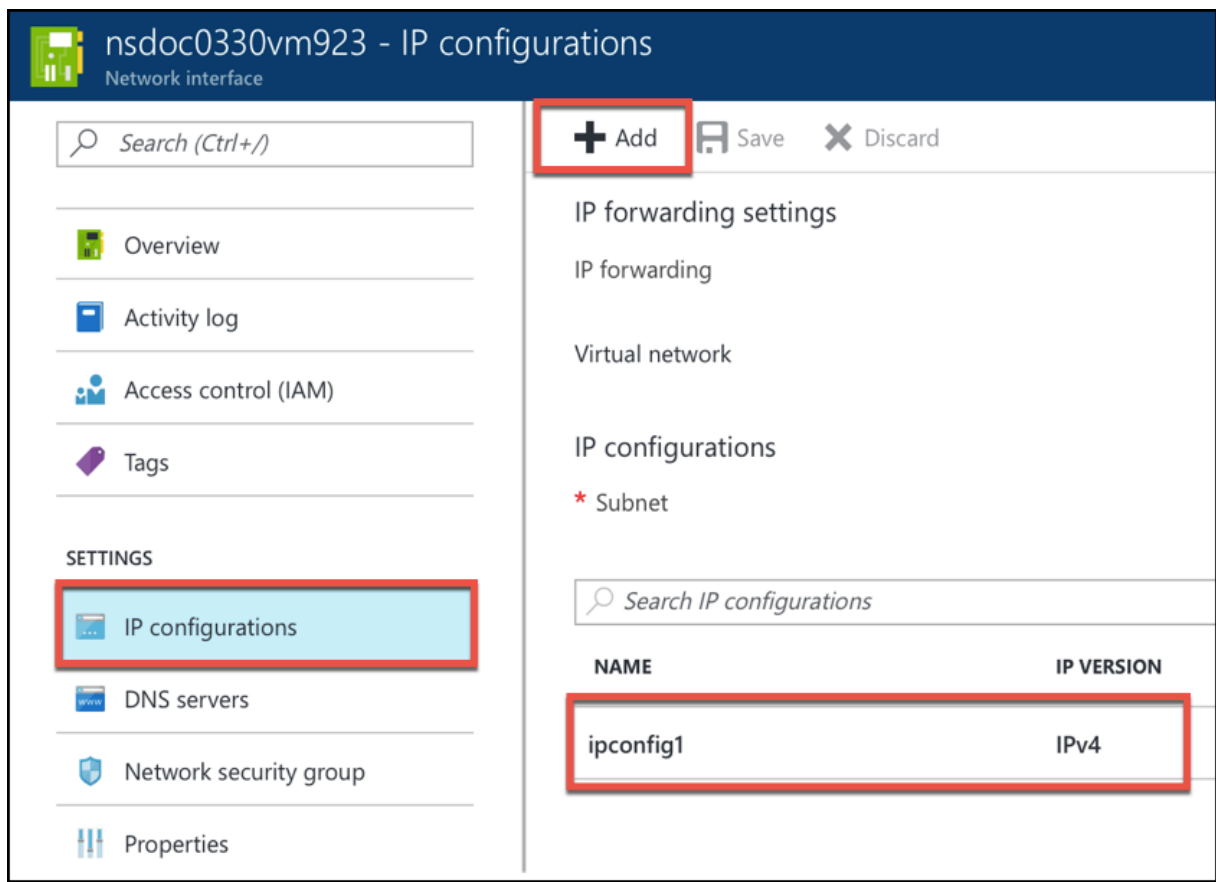 nsdoc0330vm923 - IP configurations
Network interface
Search (Ctrl+/)
Overview
Activity log
Access control (IAM)
Tags
SETTINGS
IP configurations
DNS servers
Network security group
Properties
Add Save Discard
IP forwarding settings
IP forwarding
Virtual network
IP configurations
* Subnet
Search IP configurations
NAME IP VERSION
ipconfig1 IPv4